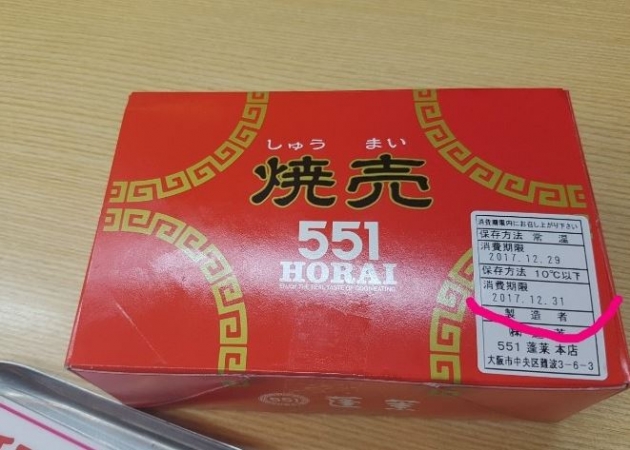 しゅう まい
焼売
551
HORAI
消費期限内にお召し上がり下さい
保存方法 常 温
消費期限
2017.12.29
保存方法 10℃以下
消費期限
2017.12.31
製 造 者
551 蓬莱 本店
大阪市中央区難波3-6-3
551